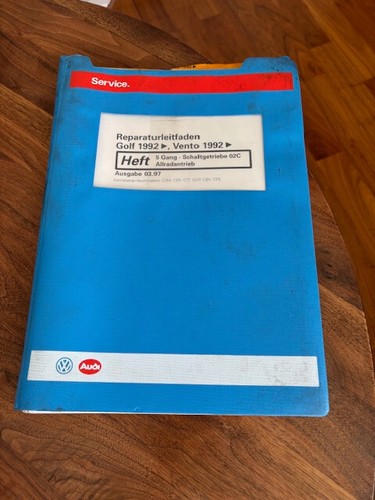 Service.
Reparaturleitfaden
Golf 1992 ►, Vento 1992 ►
Heft
5 Gang - Schaltgetriebe 02C
Allradantrieb
Ausgabe 03.97
VW
Audi